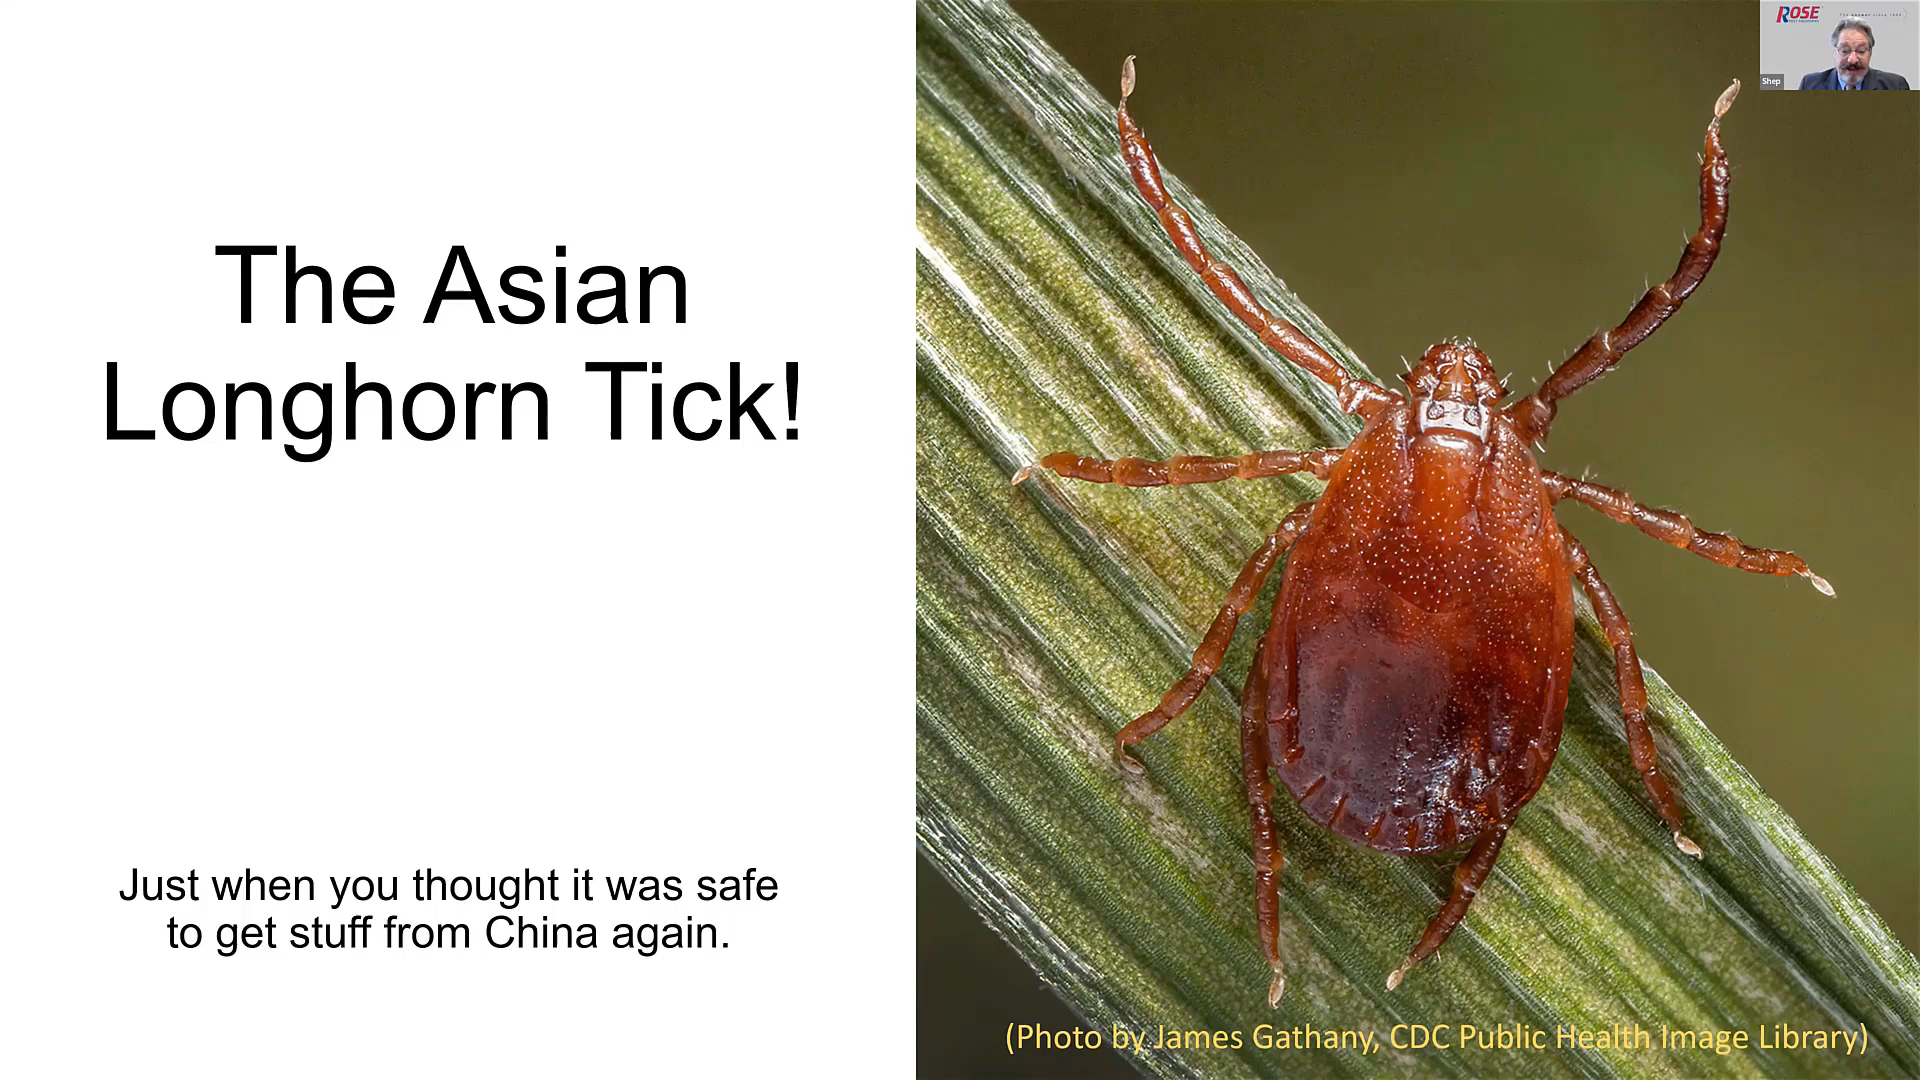 The Asian
Longhorn Tick!
Just when you thought it was safe
to get stuff from China again.
(Photo by James Gathany, CDC Public Health Image Library)
ROSE
Shep